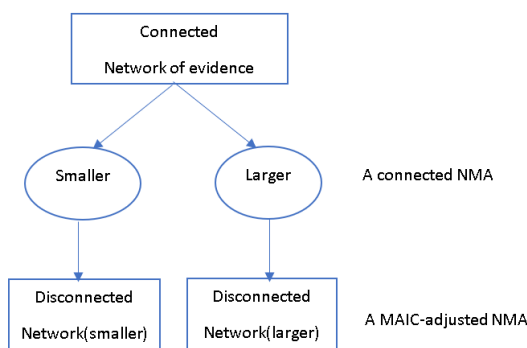 Connected
Network of evidence
Smaller
Larger
A connected NMA
Disconnected
Network(smaller)
Disconnected
Network(larger)
A MAIC-adjusted NMA